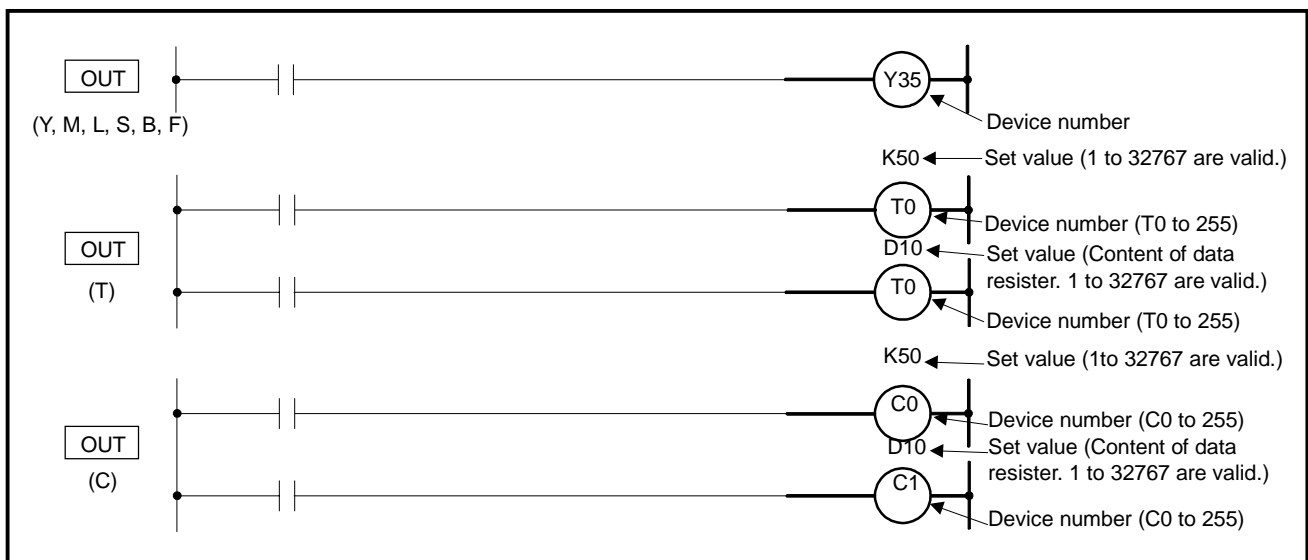 OUT
Y35
(Y, M, L, S, B, F)
Device number
K50
Set value (1 to 32767 are valid.)
T0
Device number (T0 to 255)
OUT
D10
Set value (Content of data
resister. 1 to 32767 are valid.)
(T)
T0
Device number (T0 to 255)
K50
Set value (1to 32767 are valid.)
C0
Device number (C0 to 255)
OUT
D10
Set value (Content of data
resister. 1 to 32767 are valid.)
(C)
C1
Device number (C0 to 255)